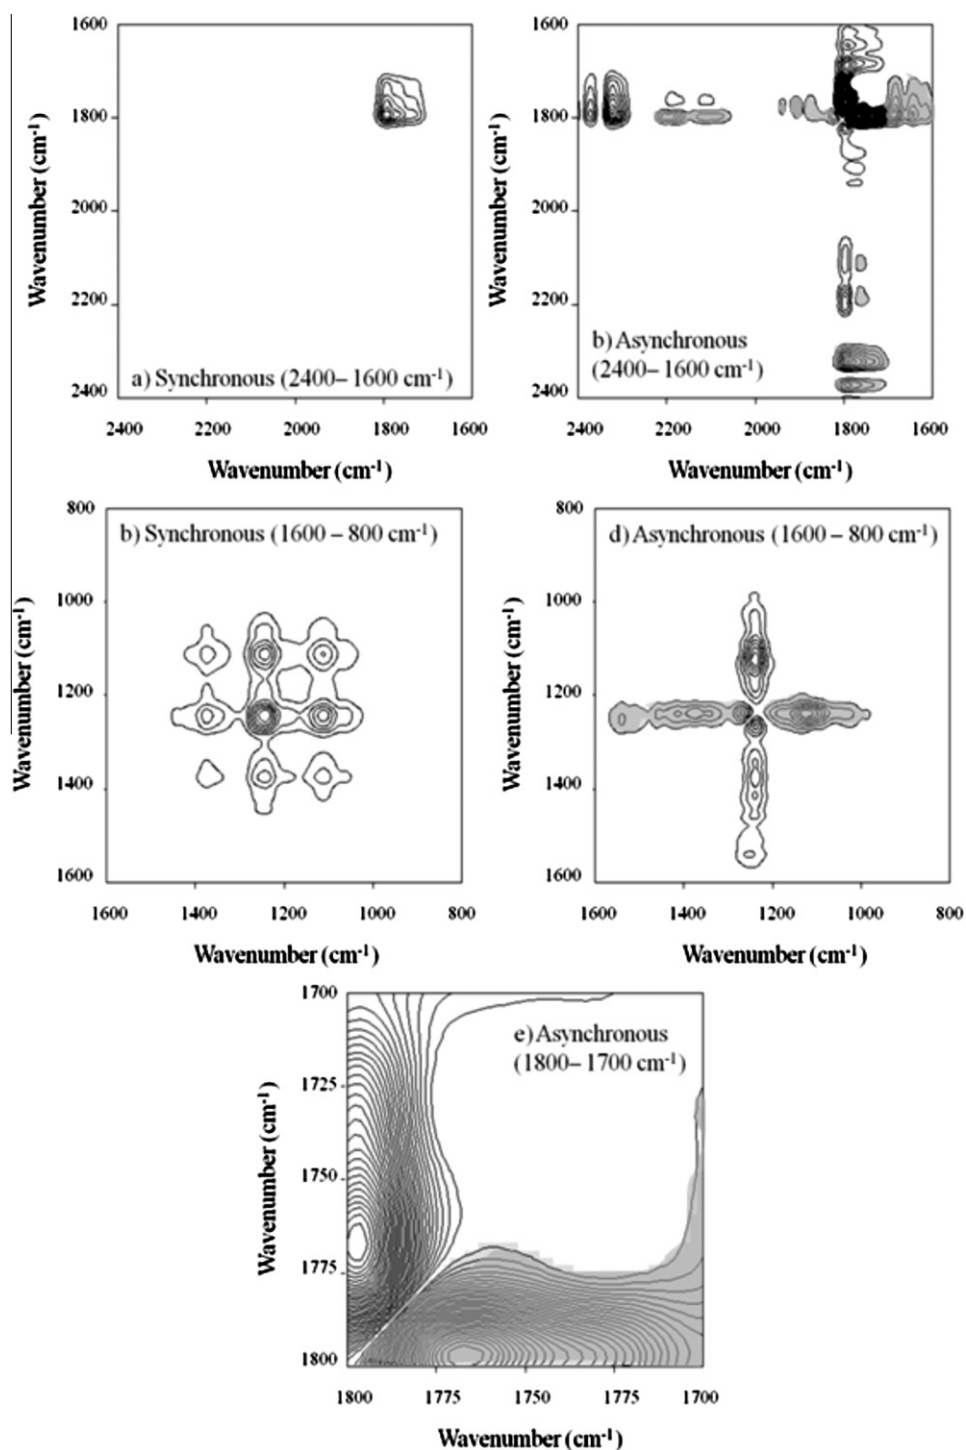 1600
1800
2000
2200
2400
Wavenumber (cm-1)
a) Synchronous (2400– 1600 cm-1)
2400 2200 2000 1800 1600
Wavenumber (cm-1)
1600
1800
2000
2200
2400
Wavenumber (cm-1)
b) Asynchronous
(2400– 1600 cm-1)
2400 2200 2000 1800 1600
Wavenumber (cm-1)
800
1000
1200
1400
1600
Wavenumber (cm-1)
b) Synchronous (1600 – 800 cm-1)
1600 1400 1200 1000 800
Wavenumber (cm-1)
800
1000
1200
1400
1600
Wavenumber (cm-1)
d) Asynchronous (1600 – 800 cm-1)
1600 1400 1200 1000 800
Wavenumber (cm-1)
1700
1725
1750
1775
1800
Wavenumber (cm-1)
e) Asynchronous
(1800– 1700 cm-1)
1800 1775 1750 1775 1700
Wavenumber (cm-1)